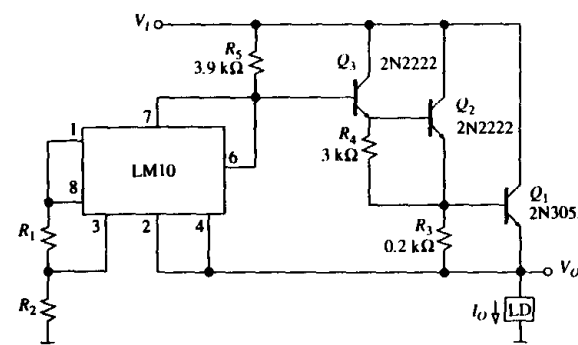 V_I
R_5
3.9 kΩ
Q_3
2N2222
Q_2
2N2222
7
1
LM10
6
8
R_4
3 kΩ
Q_1
2N305
R_1
3
2
4
R_3
0.2 kΩ
R_2
V_O
I_O
LD